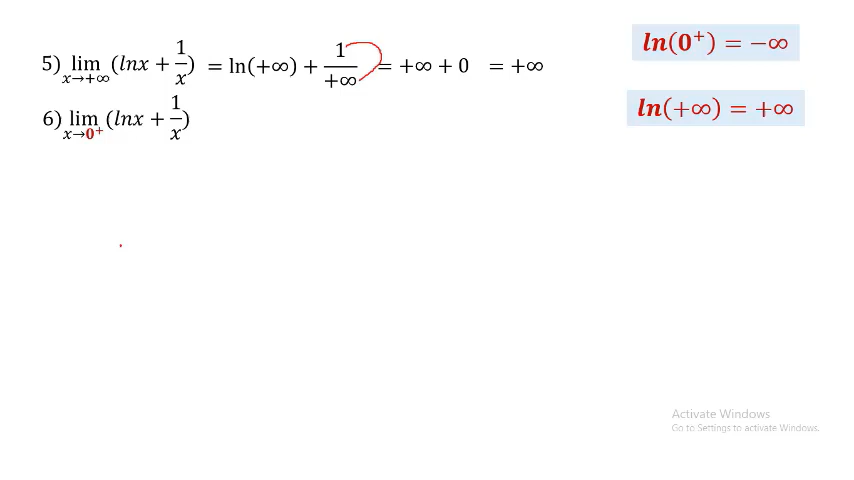 5) lim x→+∞ (lnx + 1/x) = ln(+∞) + 1/+∞ = +∞ + 0 = +∞
6) lim x→0⁺ (lnx + 1/x)
ln(0⁺) = −∞
ln(+∞) = +∞
Activate Windows
Go to Settings to activate Windows.